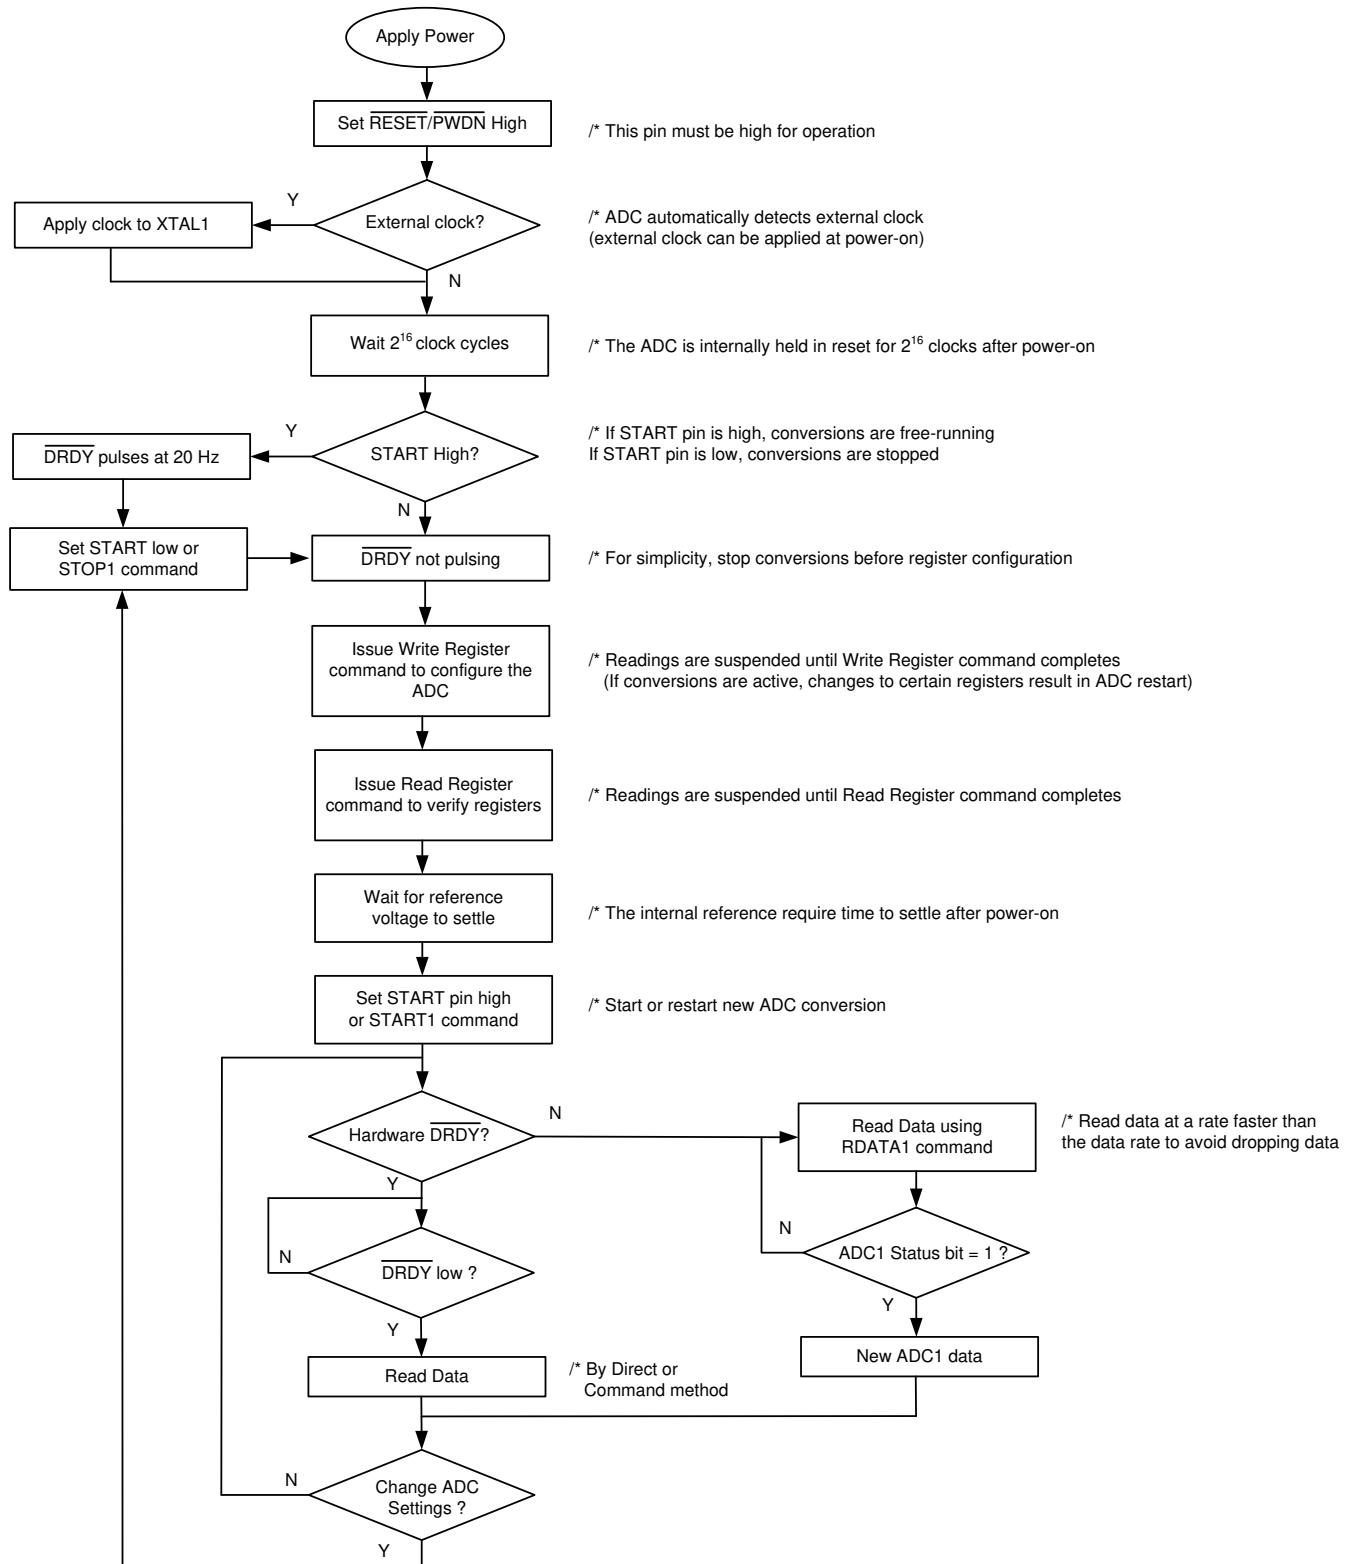 Apply Power
Set RESET/PWDN High
/* This pin must be high for operation
Y
Apply clock to XTAL1
External clock?
/* ADC automatically detects external clock
(external clock can be applied at power-on)
N
Wait 2^16 clock cycles
/* The ADC is internally held in reset for 2^16 clocks after power-on
Y
DRDY pulses at 20 Hz
START High?
/* If START pin is high, conversions are free-running
If START pin is low, conversions are stopped
N
Set START low or
STOP1 command
DRDY not pulsing
/* For simplicity, stop conversions before register configuration
Issue Write Register
command to configure the
ADC
/* Readings are suspended until Write Register command completes
(If conversions are active, changes to certain registers result in ADC restart)
Issue Read Register
command to verify registers
/* Readings are suspended until Read Register command completes
Wait for reference
voltage to settle
/* The internal reference require time to settle after power-on
Set START pin high
or START1 command
/* Start or restart new ADC conversion
Hardware DRDY?
N
Read Data using
RDATA1 command
/* Read data at a rate faster than
the data rate to avoid dropping data
Y
N
DRDY low ?
N
ADC1 Status bit = 1 ?
Y
Y
Read Data
/* By Direct or
Command method
New ADC1 data
N
Change ADC
Settings ?
Y